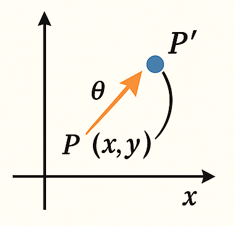 P′
θ
P (x, y)
x